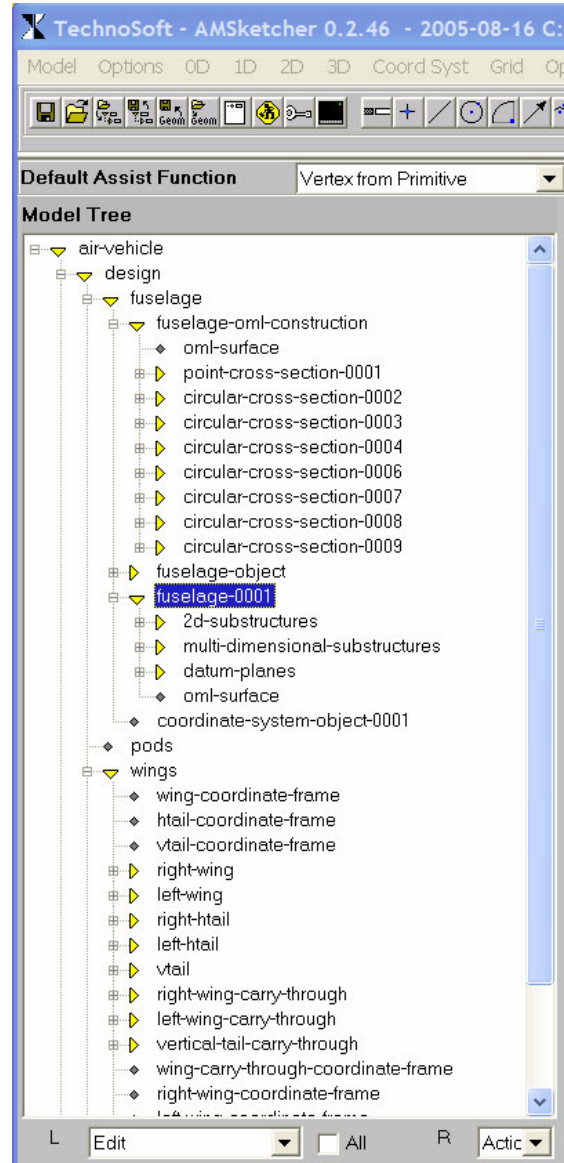 TechnoSoft - AMSketcher 0.2.46 - 2005-08-16 C:
Model Options 0D 1D 2D 3D Coord Syst Grid Op
Geom Geom
Default Assist Function Vertex from Primitive
Model Tree
air-vehicle
design
fuselage
fuselage-oml-construction
oml-surface
point-cross-section-0001
circular-cross-section-0002
circular-cross-section-0003
circular-cross-section-0004
circular-cross-section-0006
circular-cross-section-0007
circular-cross-section-0008
circular-cross-section-0009
fuselage-object
fuselage-0001
2d-substructures
multi-dimensional-substructures
datum-planes
oml-surface
coordinate-system-object-0001
pods
wings
wing-coordinate-frame
htail-coordinate-frame
vtail-coordinate-frame
right-wing
left-wing
right-htail
left-htail
vtail
right-wing-carry-through
left-wing-carry-through
vertical-tail-carry-through
wing-carry-through-coordinate-frame
right-wing-coordinate-frame
left-wing-coordinate-frame
L Edit All R Actic